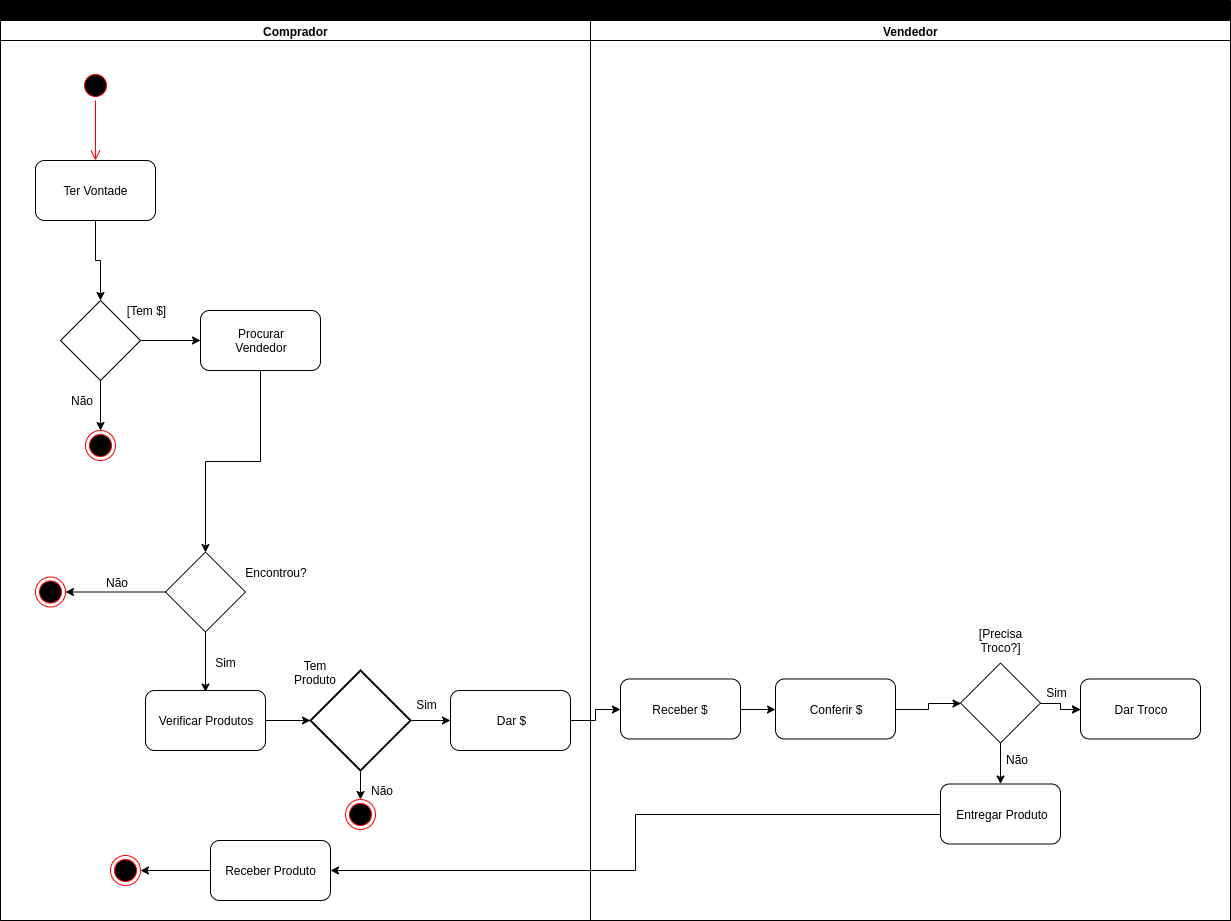 Comprador
Vendedor
Ter Vontade
[Tem $]
Procurar
Vendedor
Não
Encontrou?
Não
Sim
Verificar Produtos
Tem
Produto
Sim
Dar $
Não
Receber $
Conferir $
[Precisa
Troco?]
Sim
Dar Troco
Não
Entregar Produto
Receber Produto